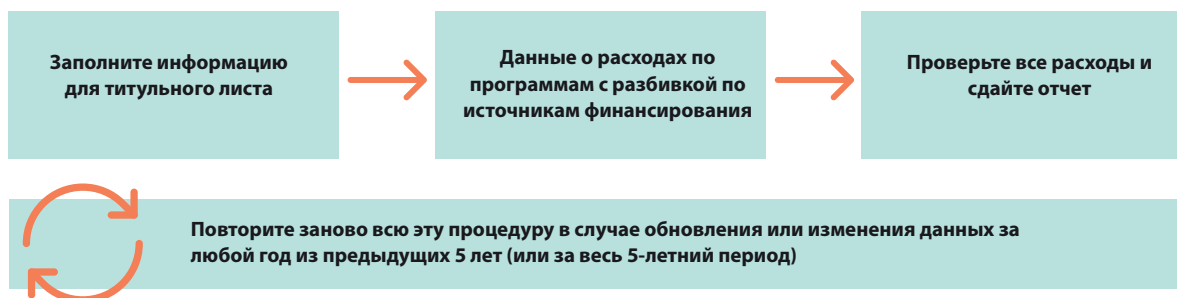 Заполните информацию
для титульного листа
Данные о расходах по
программам с разбивкой по
источникам финансирования
Проверьте все расходы и
сдайте отчет
Повторите заново всю эту процедуру в случае обновления или изменения данных за
любой год из предыдущих 5 лет (или за весь 5-летний период)